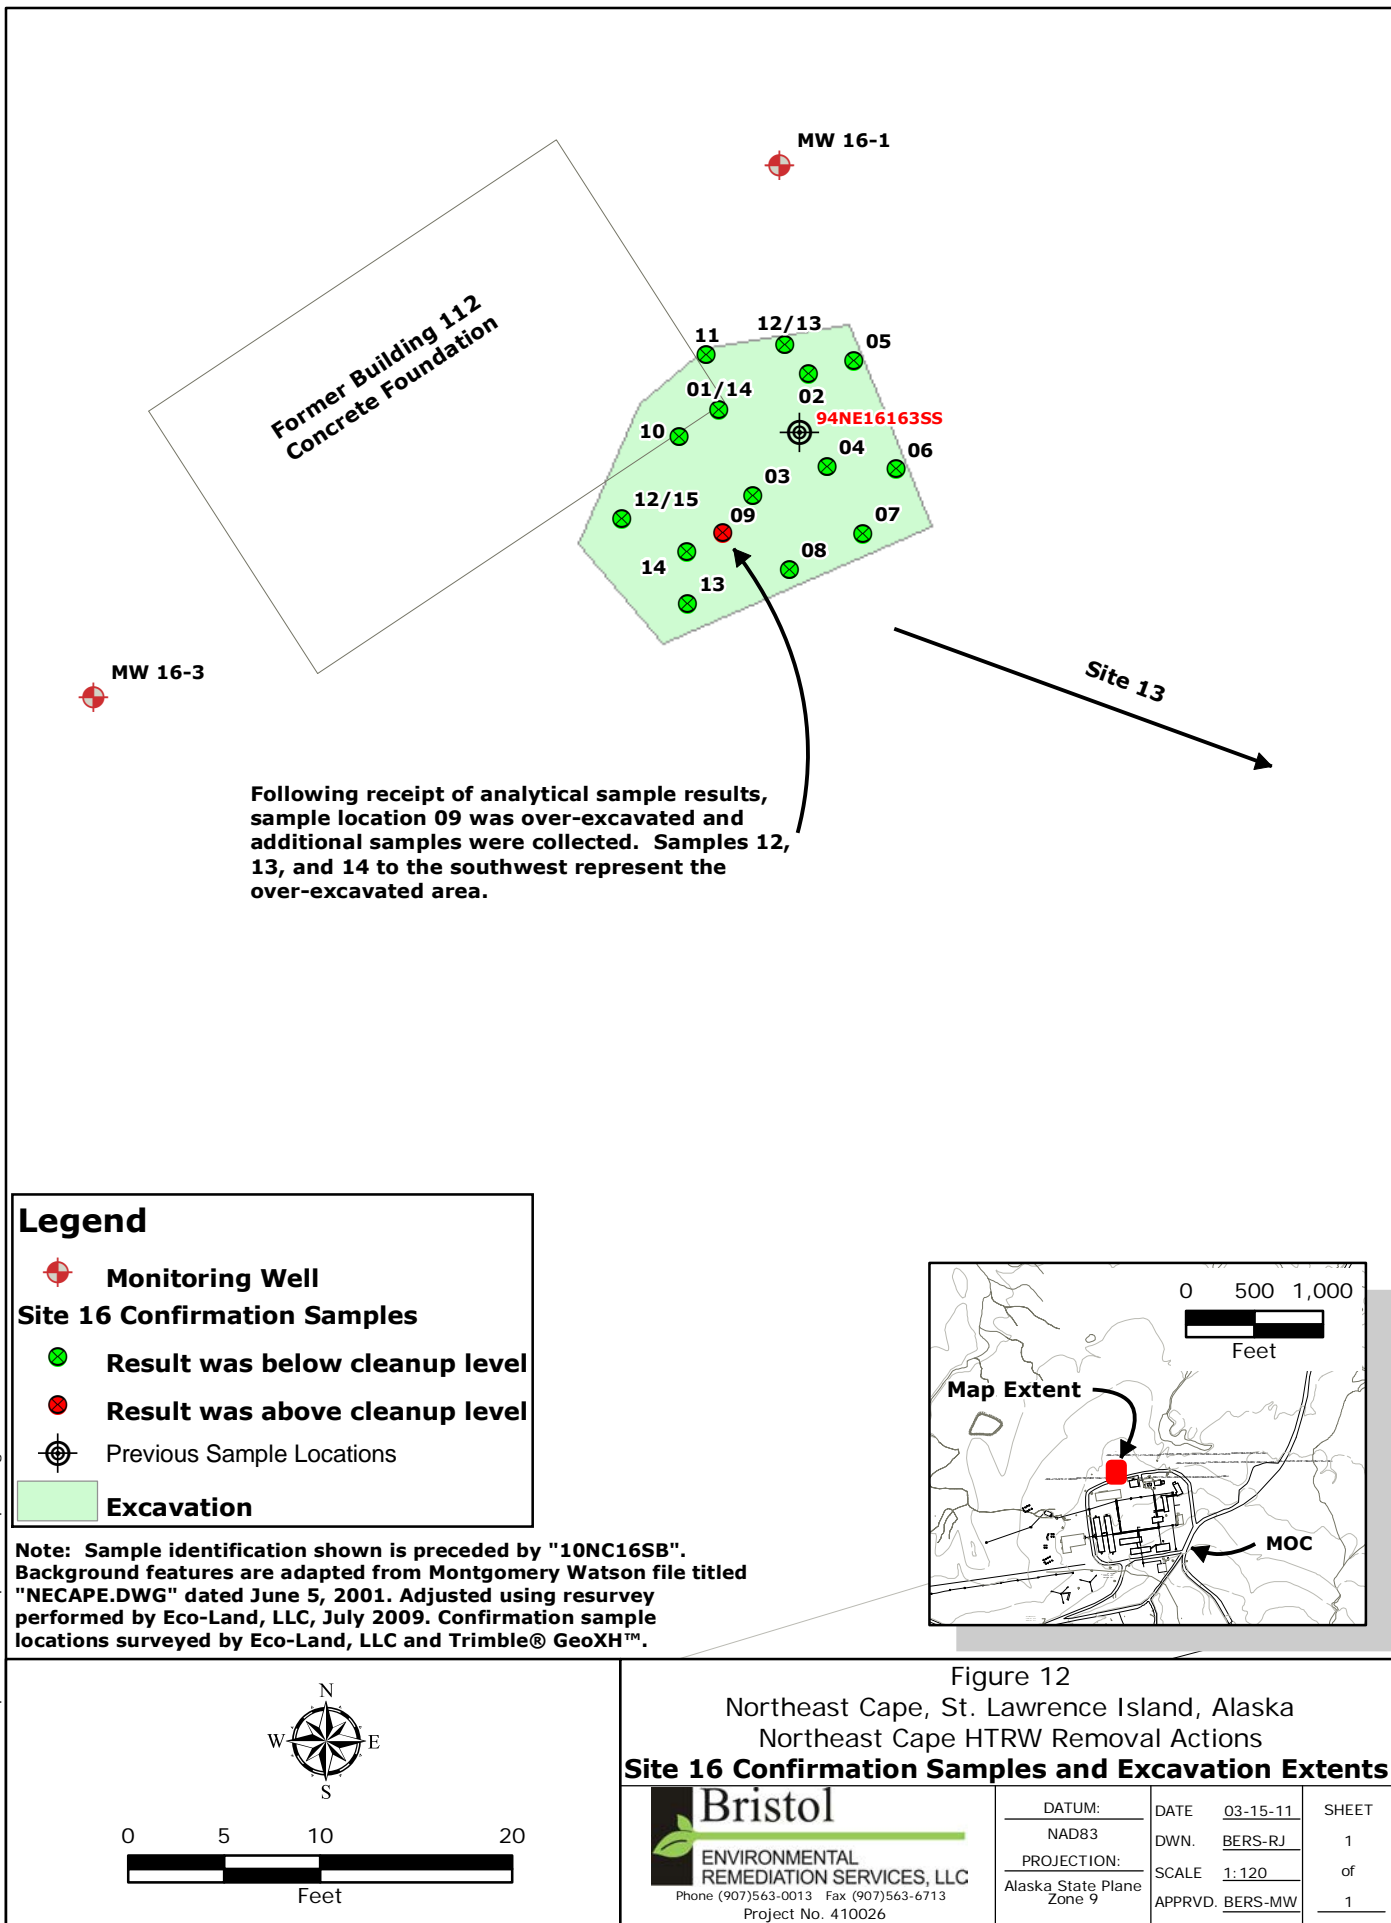 MW 16-1
Former Building 112
Concrete Foundation
11
12/13
05
01/14
02
94NE16163SS
10
04
06
03
12/15
09
07
14
08
13
MW 16-3
Site 13
Following receipt of analytical sample results,
sample location 09 was over-excavated and
additional samples were collected.  Samples 12,
13, and 14 to the southwest represent the
over-excavated area.
Legend
Monitoring Well
Site 16 Confirmation Samples
Result was below cleanup level
Result was above cleanup level
Previous Sample Locations
Excavation
0 500 1,000
Feet
Map Extent
MOC
Note:  Sample identification shown is preceded by "10NC16SB".
Background features are adapted from Montgomery Watson file titled
"NECAPE.DWG" dated June 5, 2001. Adjusted using resurvey
performed by Eco-Land, LLC, July 2009. Confirmation sample
locations surveyed by Eco-Land, LLC and Trimble® GeoXH™.
N
W E
S
0 5 10 20
Feet
Figure 12
Northeast Cape, St. Lawrence Island, Alaska
Northeast Cape HTRW Removal Actions
Site 16 Confirmation Samples and Excavation Extents
Bristol
ENVIRONMENTAL
REMEDIATION SERVICES, LLC
Phone (907)563-0013   Fax (907)563-6713
Project No. 410026
DATUM:
NAD83
PROJECTION:
Alaska State Plane
Zone 9
DATE 03-15-11
DWN. BERS-RJ
SCALE 1:120
APPRVD. BERS-MW
SHEET
1
of
1